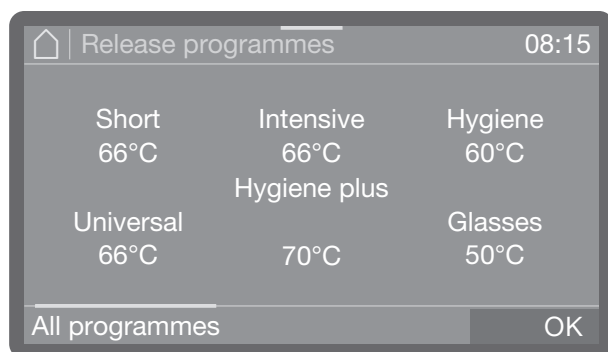 Release programmes 08:15
Short Intensive Hygiene
66°C 66°C 60°C
Hygiene plus
Universal Glasses
66°C 70°C 50°C
All programmes OK